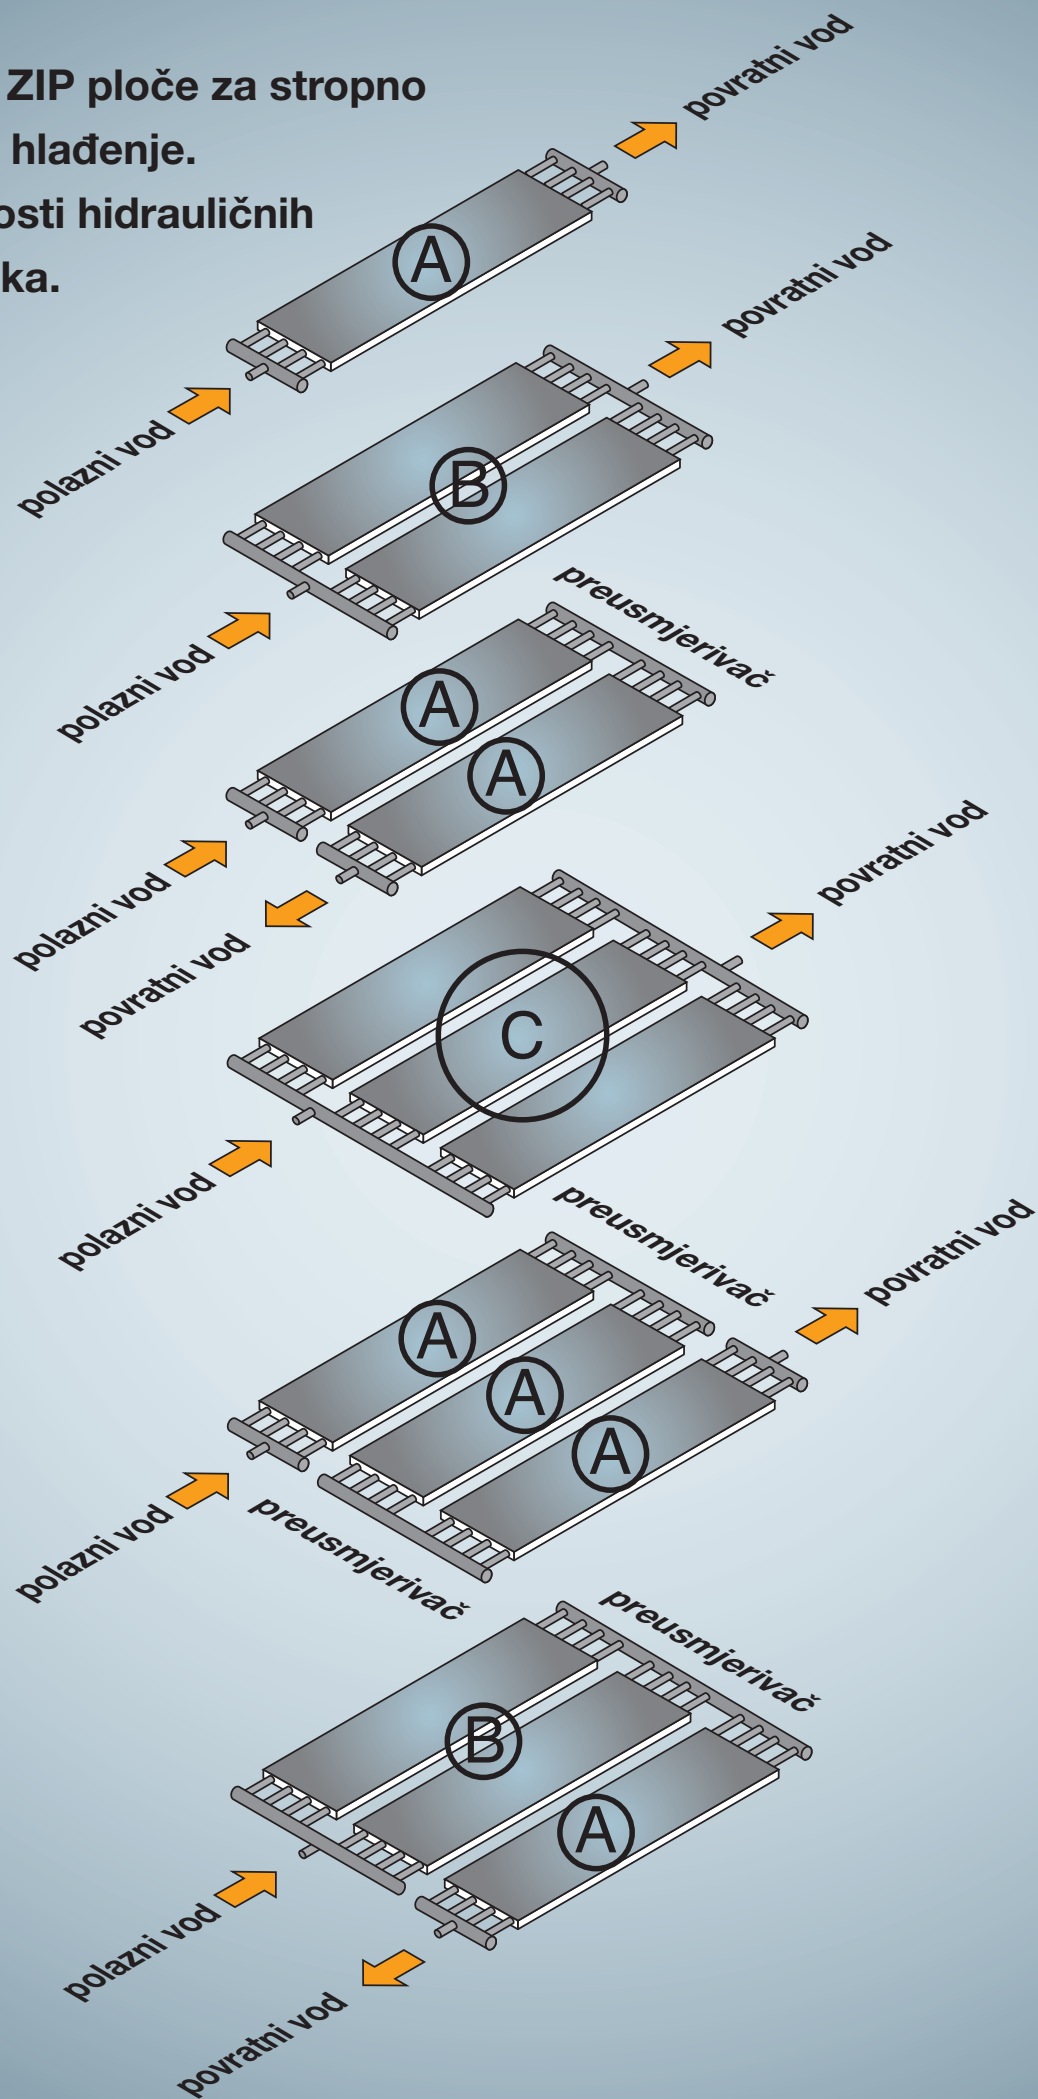 ZIP ploče za stropno
hlađenje.
osti hidrauličnih
ka.
povratni vod
A
polazni vod
povratni vod
B
polazni vod
preusmjerivač
A
A
polazni vod
povratni vod
povratni vod
C
polazni vod
preusmjerivač
povratni vod
A
A
A
polazni vod
preusmjerivač
preusmjerivač
B
A
polazni vod
povratni vod